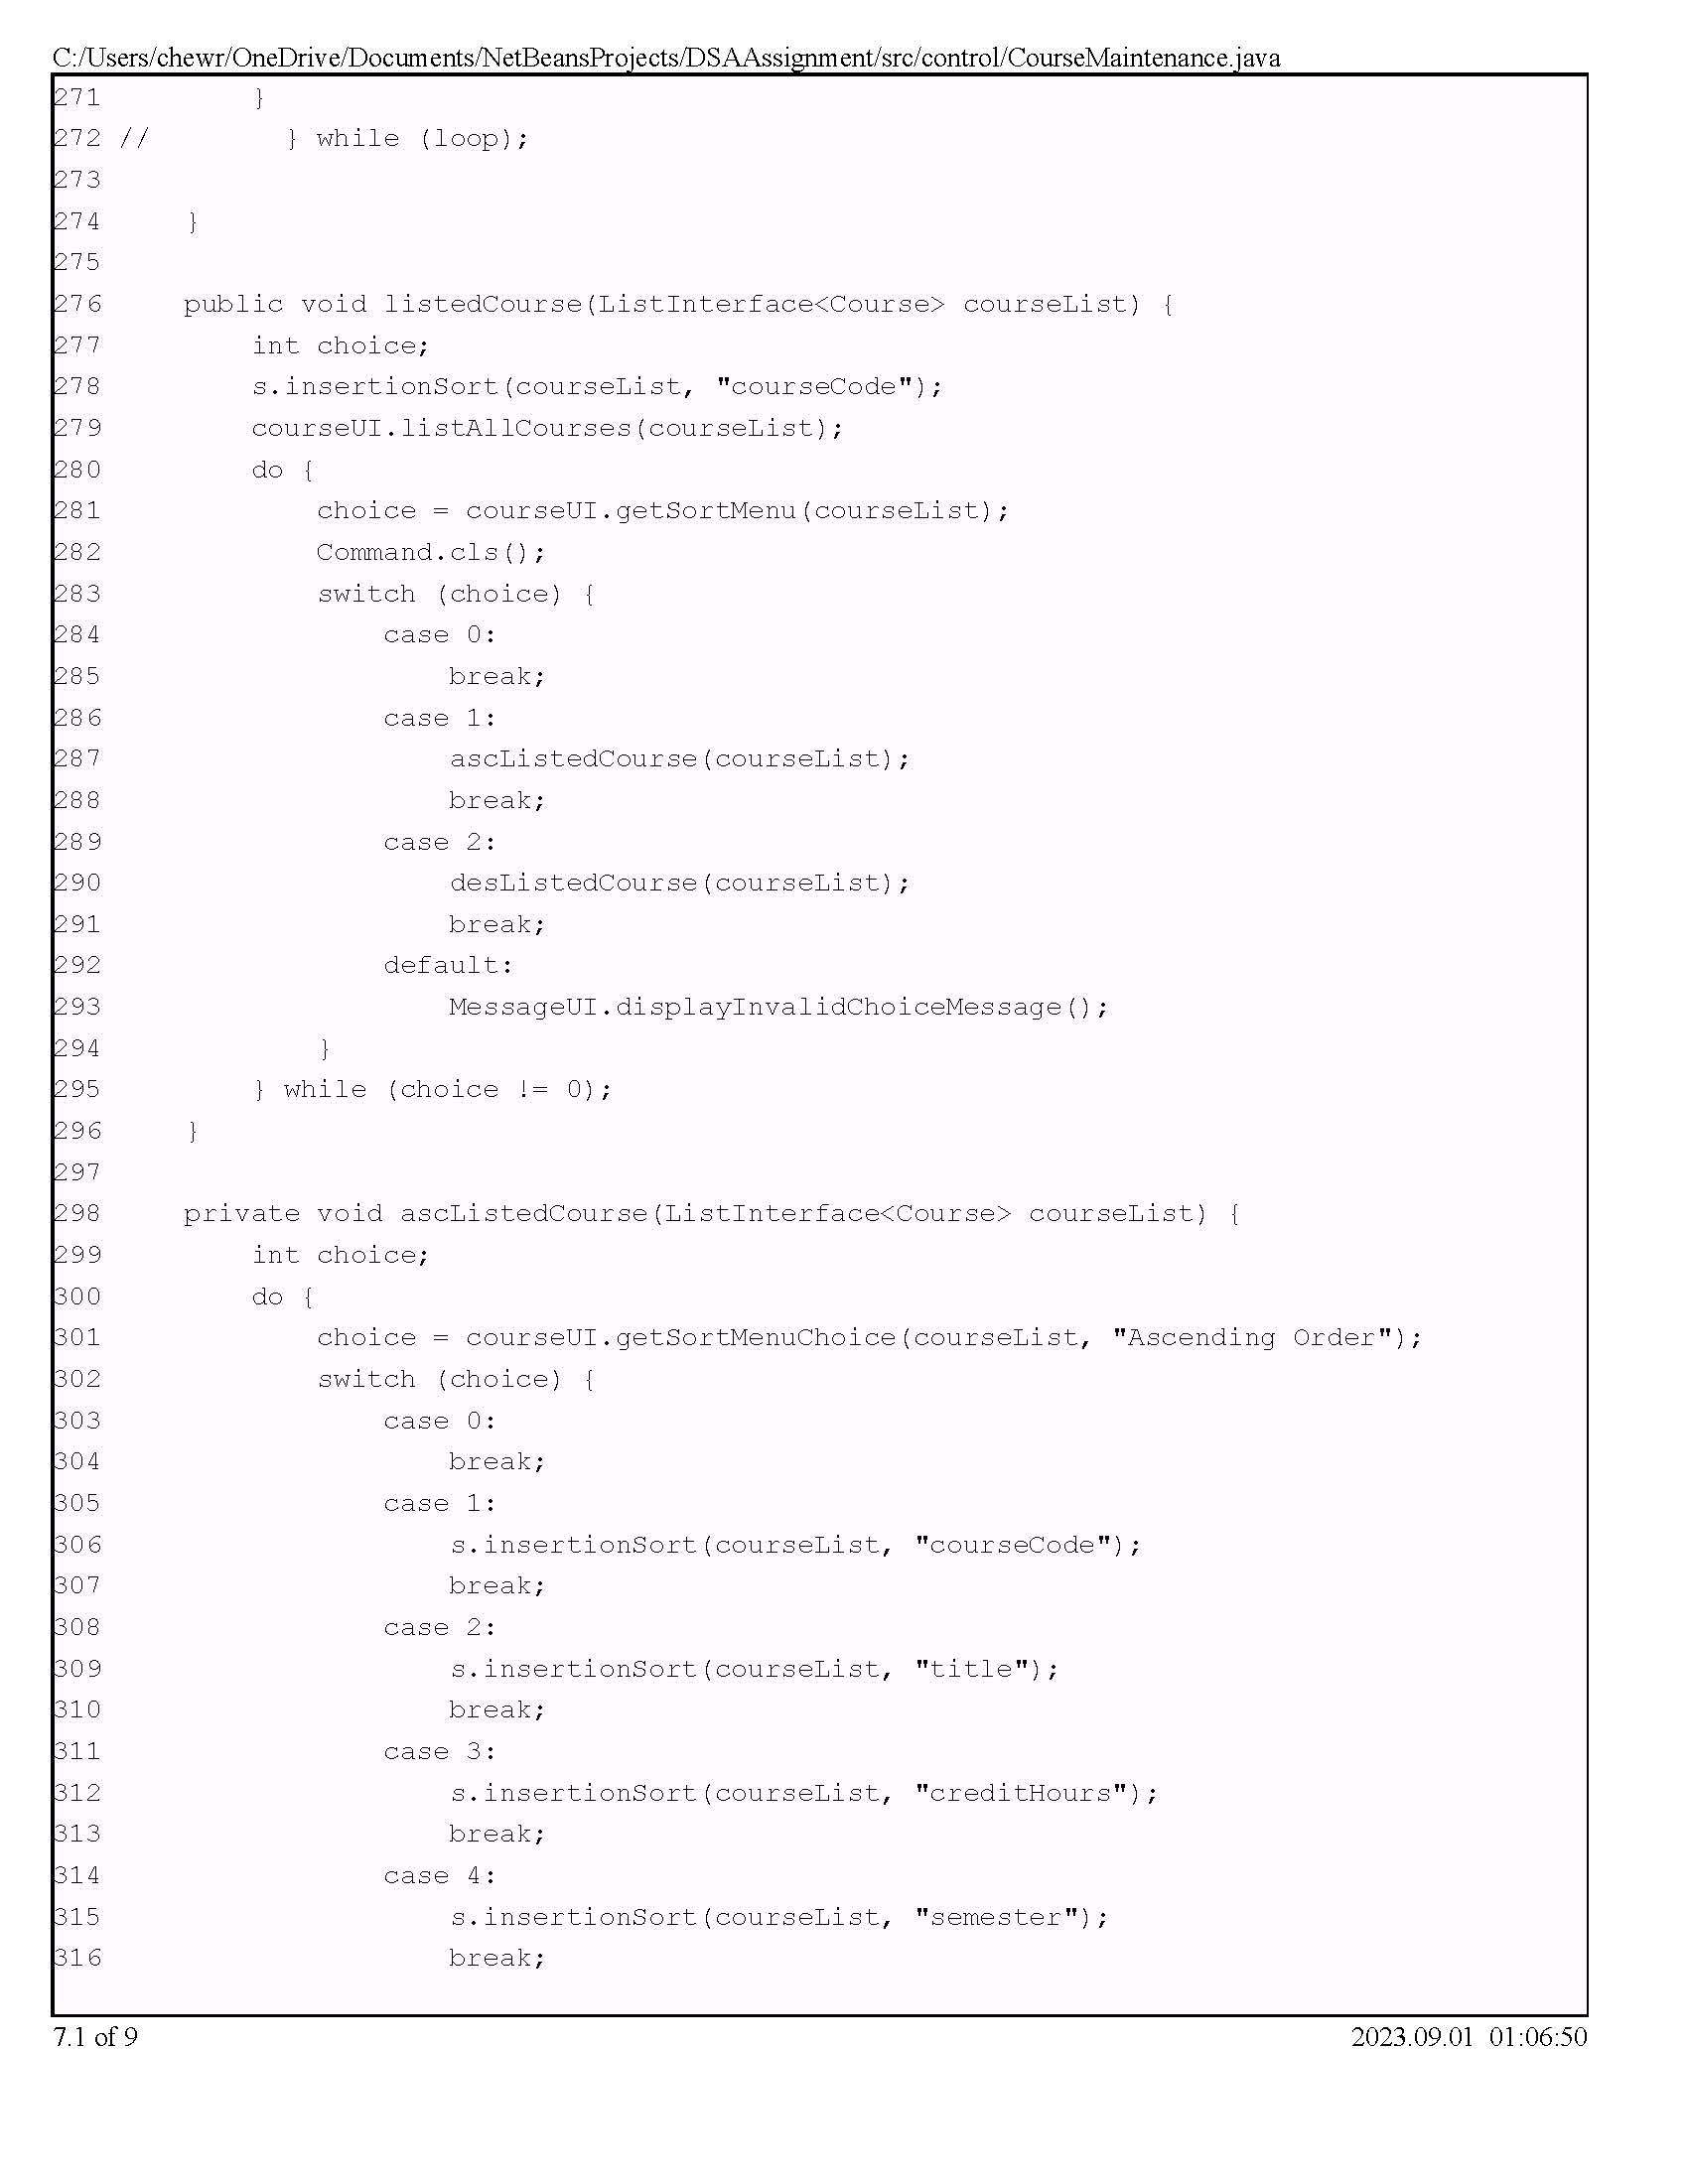 C:/Users/chewr/OneDrive/Documents/NetBeansProjects/DSAAssignment/src/control/CourseMaintenance.java
271         }
272 //        } while (loop);
273
274     }
275
276     public void listedCourse(ListInterface<Course> courseList) {
277         int choice;
278         s.insertionSort(courseList, "courseCode");
279         courseUI.listAllCourses(courseList);
280         do {
281             choice = courseUI.getSortMenu(courseList);
282             Command.cls();
283             switch (choice) {
284                 case 0:
285                     break;
286                 case 1:
287                     ascListedCourse(courseList);
288                     break;
289                 case 2:
290                     desListedCourse(courseList);
291                     break;
292                 default:
293                     MessageUI.displayInvalidChoiceMessage();
294             }
295         } while (choice != 0);
296     }
297
298     private void ascListedCourse(ListInterface<Course> courseList) {
299         int choice;
300         do {
301             choice = courseUI.getSortMenuChoice(courseList, "Ascending Order");
302             switch (choice) {
303                 case 0:
304                     break;
305                 case 1:
306                     s.insertionSort(courseList, "courseCode");
307                     break;
308                 case 2:
309                     s.insertionSort(courseList, "title");
310                     break;
311                 case 3:
312                     s.insertionSort(courseList, "creditHours");
313                     break;
314                 case 4:
315                     s.insertionSort(courseList, "semester");
316                     break;
7.1 of 9 2023.09.01 01:06:50